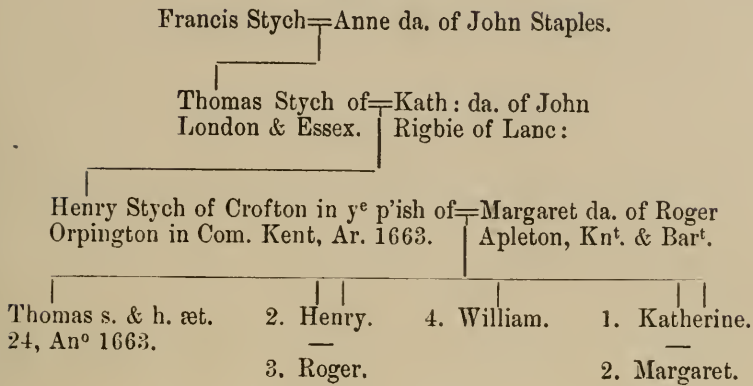 Francis Stych=Anne da. of John Staples.
Thomas Stych of=Kath: da. of John
London & Essex. Rigbie of Lanc:
Henry Stych of Crofton in yᵉ p'ish of=Margaret da. of Roger
Orpington in Com. Kent, Ar. 1663. Apleton, Knᵗ. & Barᵗ.
Thomas s. & h. æt. 2. Henry. 4. William. 1. Katherine.
24, Anᵒ 1663.
3. Roger. 2. Margaret.